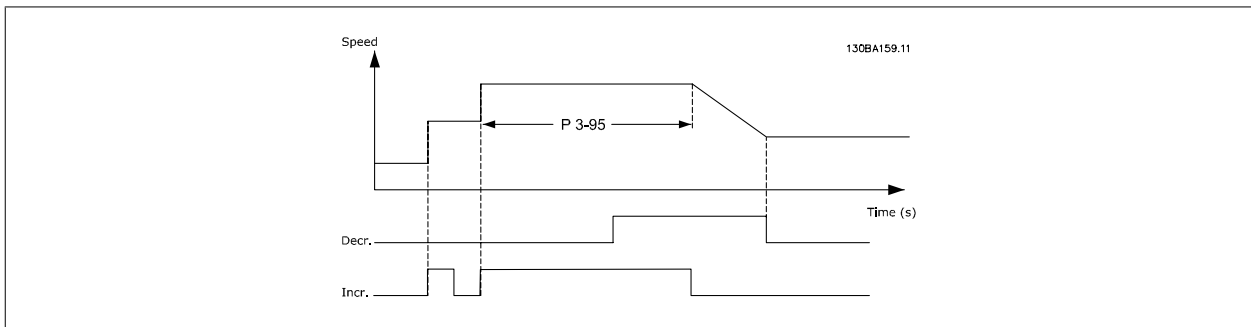 Speed
130BA159.11
P 3-95
Time (s)
Decr.
Incr.